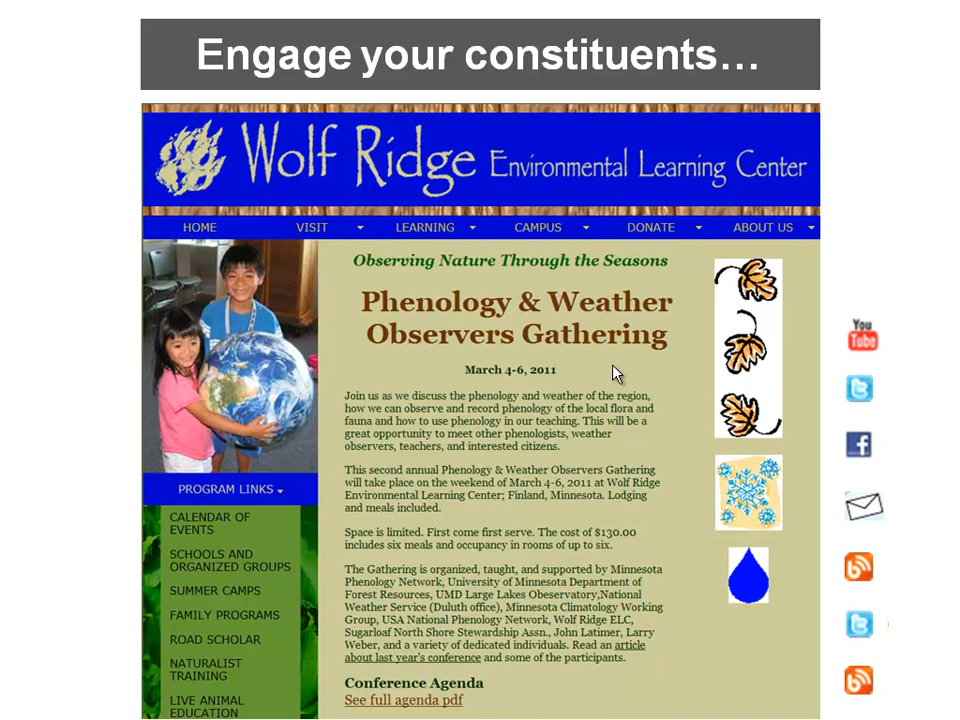 Engage your constituents…
Wolf Ridge Environmental Learning Center
HOME VISIT LEARNING CAMPUS DONATE ABOUT US
Observing Nature Through the Seasons
Phenology & Weather
Observers Gathering
March 4-6, 2011
Join us as we discuss the phenology and weather of the region,
how we can observe and record phenology of the local flora and
fauna and how to use phenology in our teaching. This will be a
great opportunity to meet other phenologists, weather
observers, teachers, and interested citizens.
This second annual Phenology & Weather Observers Gathering
will take place on the weekend of March 4-6, 2011 at Wolf Ridge
Environmental Learning Center; Finland, Minnesota. Lodging
and meals included.
Space is limited. First come first serve. The cost of $130.00
includes six meals and occupancy in rooms of up to six.
The Gathering is organized, taught, and supported by Minnesota
Phenology Network, University of Minnesota Department of
Forest Resources, UMD Large Lakes Obeservatory,National
Weather Service (Duluth office), Minnesota Climatology Working
Group, USA National Phenology Network, Wolf Ridge ELC,
Sugarloaf North Shore Stewardship Assn., John Latimer, Larry
Weber, and a variety of dedicated individuals. Read an article
about last year's conference and some of the participants.
Conference Agenda
See full agenda pdf
PROGRAM LINKS
CALENDAR OF
EVENTS
SCHOOLS AND
ORGANIZED GROUPS
SUMMER CAMPS
FAMILY PROGRAMS
ROAD SCHOLAR
NATURALIST
TRAINING
LIVE ANIMAL
EDUCATION
You
Tube